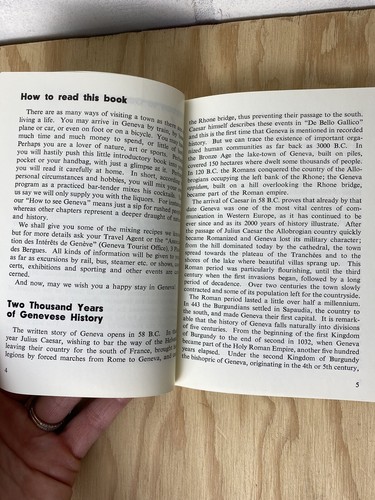 How to read this book
There are as many ways of visiting a town as there are
living a life. You may arrive in Geneva by train, by
plane or car, or even on foot or on a bicycle. You may
much time and much money to spend, or little
Perhaps you are a lover of nature, art or sports.
you will hastily push this little introductory book into
pocket or your handbag, with just a glimpse at it.
you will read it carefully at home. In short, according
personal circumstances and hobbies, you will mix your
program as a practiced bar-tender mixes his cocktails.
us say we will only supply you with the liquors. For
our "How to see Geneva" means just a sip for rushed
whereas other chapters represent a deeper draught of
and history.
We shall give you some of the mixing recipes
but for more details ask your Travel Agent or the "Associa-
tion des Intérêts de Genève" (Geneva Tourist Office),
des Bergues. All kinds of information will be given to
as far as excursions by rail, bus, steamer etc. or shows,
certs, exhibitions and sporting and other events are
cerned.
And now, may we wish you a happy stay in Geneva
Two Thousand Years
of Genevese History
The written story of Geneva opens in 58 B.C. In
year Julius Caesar, wishing to bar the way of the
leaving their country for the south of France, brought
legions by forced marches from Rome to Geneva, and
4
the Rhone bridge, thus preventing their passage to the south.
Caesar himself describes these events in "De Bello Gallico"
and this is the first time that Geneva is mentioned in recorded
history. But we can trace the existence of important orga-
nized human communities as far back as 3000 B.C. In
the Bronze Age the lake-town of Geneva, built on piles,
covered 150 hectares where dwelt some thousands of people.
In 120 B.C. the Romans conquered the country of the Allo-
bergians occupying the left bank of the Rhone; the Geneva
oppidum, built on a hill overlooking the Rhone bridge,
became part of the Roman empire.
The arrival of Caesar in 58 B.C. proves that already by that
date Geneva was one of the most vital centres of com-
munication in Western Europe, as it has continued to be
ever since and as its 2000 years of history illustrate. After
the passage of Julius Caesar the Allobrogian country quickly
became Romanized and Geneva lost its military character;
from the hill dominated today by the cathedral, the town
spread towards the plateau of the Tranchées and to the
shores of the lake where beautiful villas sprang up. This
Roman period was particularly flourishing, until the third
century when the first invasions began, followed by a long
period of decadence. Over two centuries the town slowly
contracted and some of its population left for the countryside.
The Roman period lasted a little over half a millennium.
In 443 the Burgundians settled in Sapaudia, the country to
the south, and made Geneva their first capital. It is remark-
able that the history of Geneva falls naturally into divisions
of five centuries. From the beginning of the first Kingdom
of Burgundy to the end of second in 1032, when Geneva
became part of the Holy Roman Empire, another five hundred
years elapsed. Under the second Kingdom of Burgundy
the bishopric of Geneva, originating in the 4th or 5th century,
5